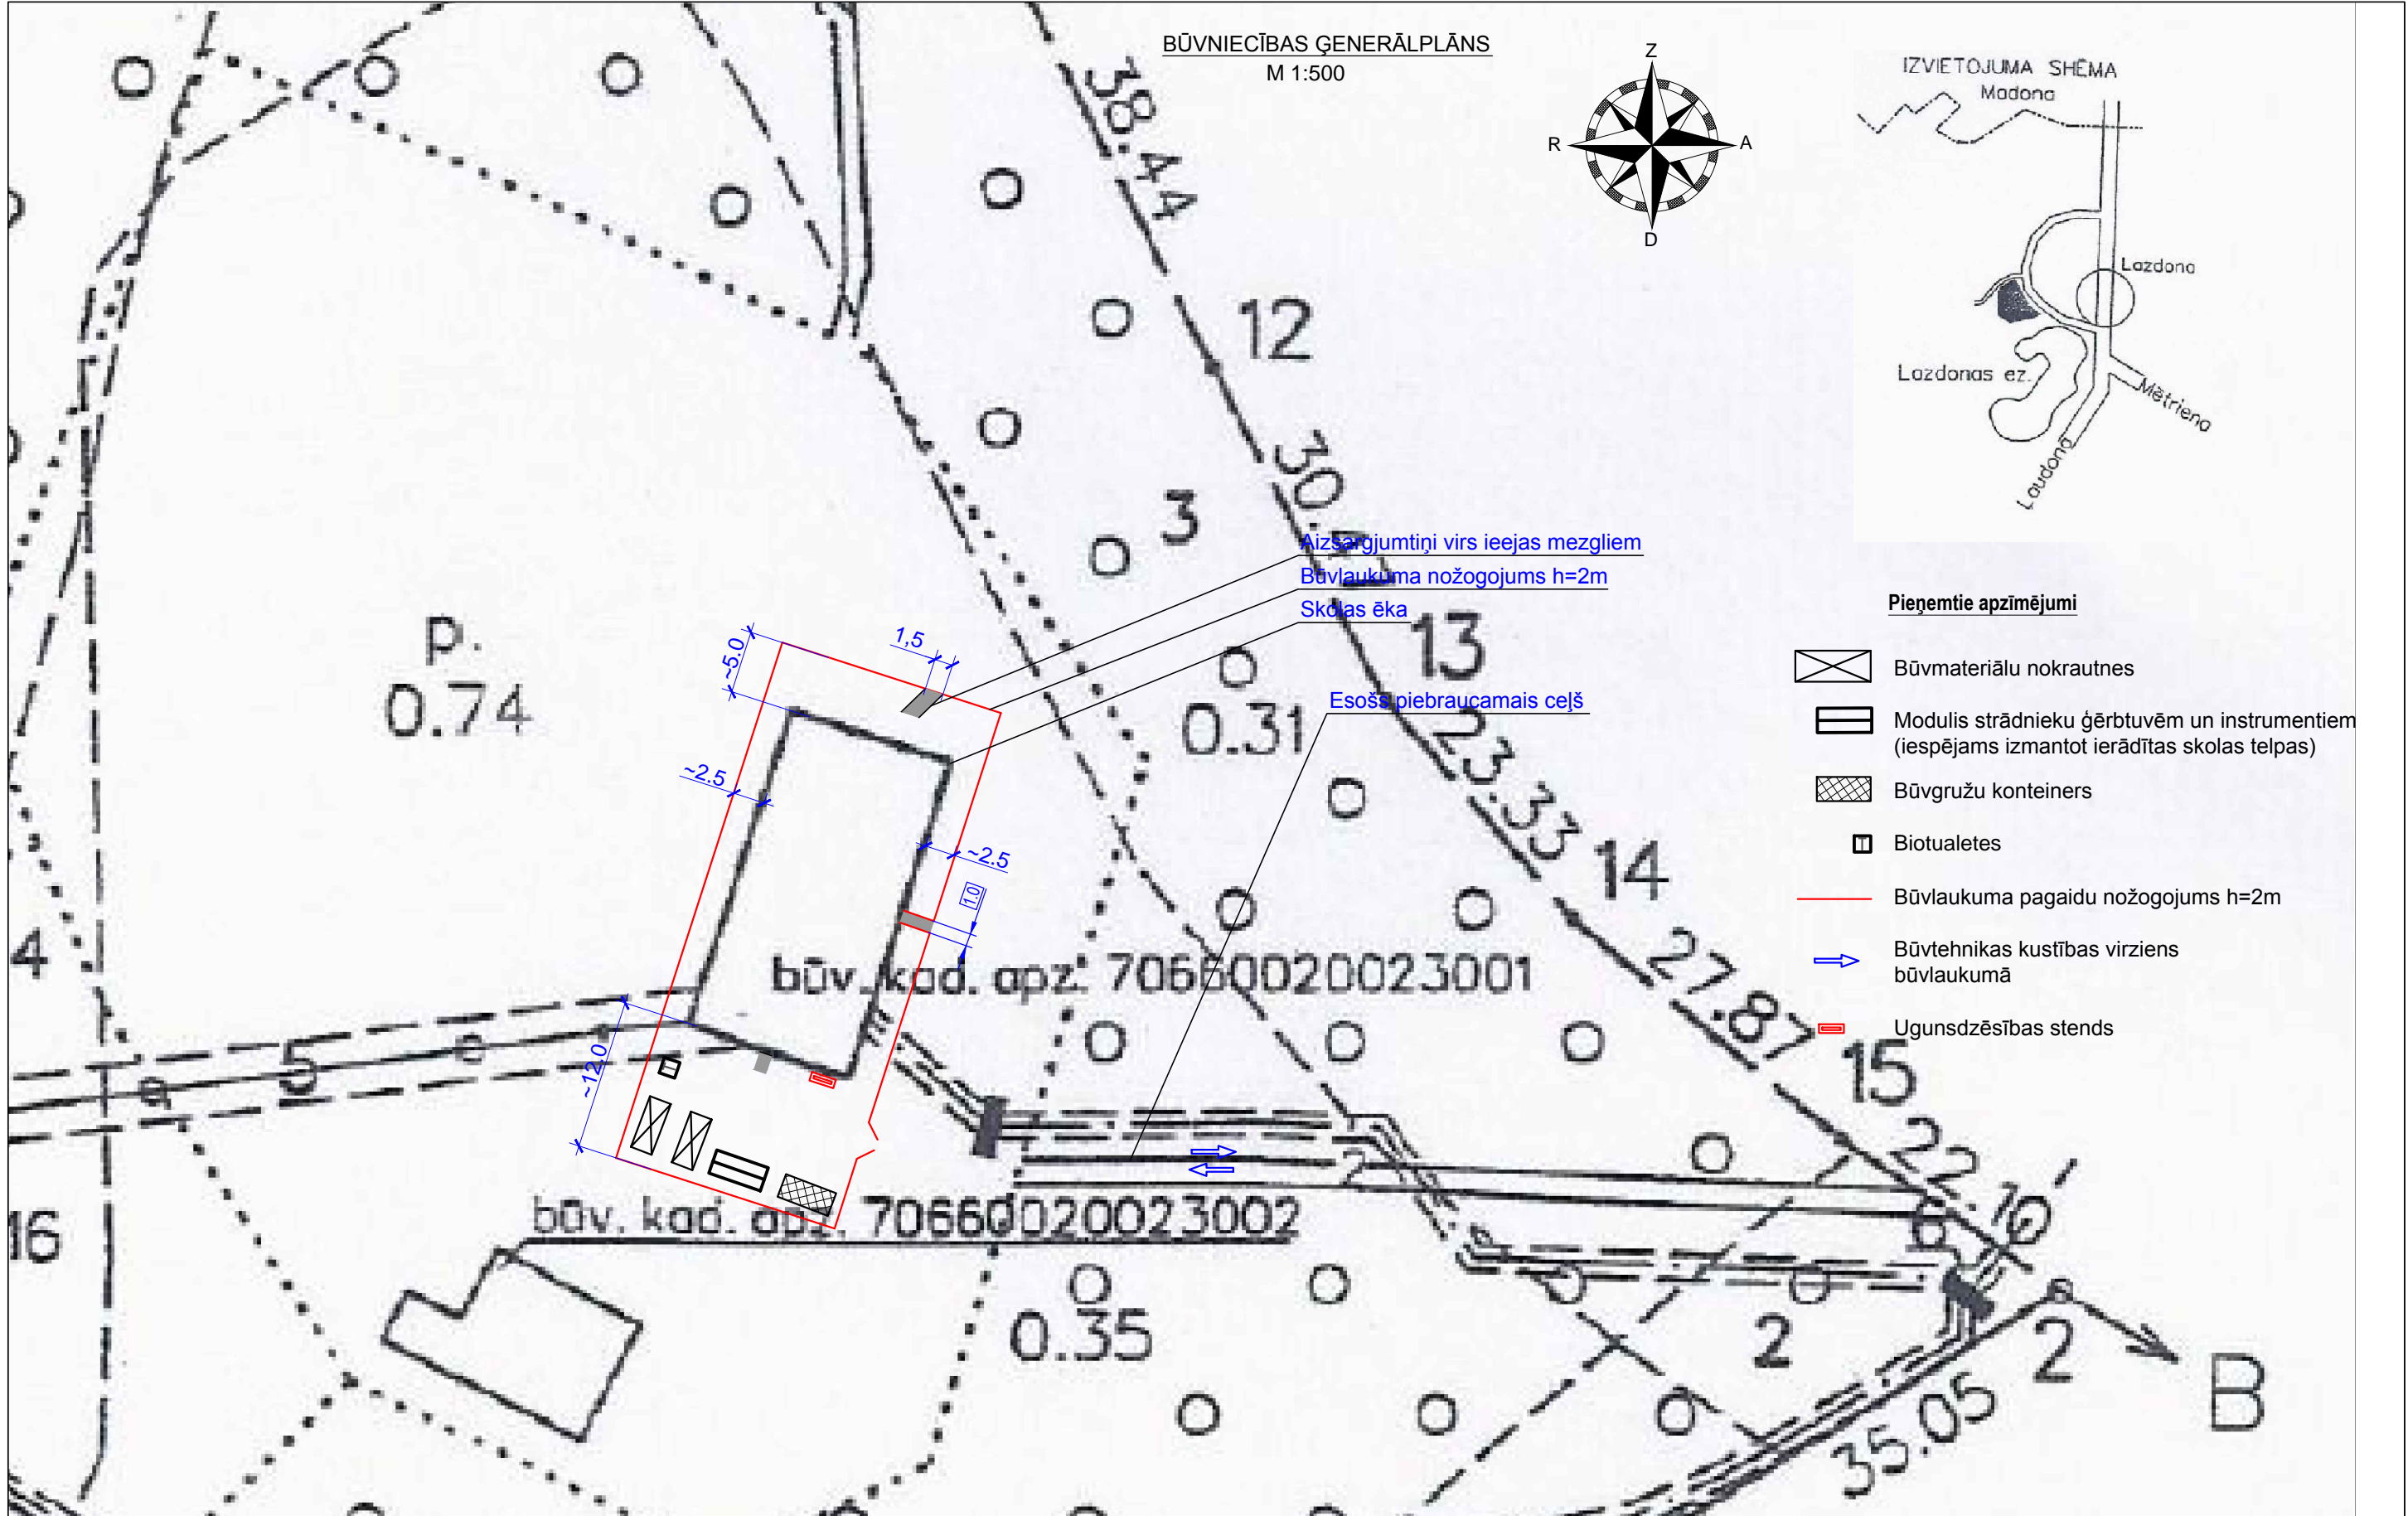 BŪVNIECĪBAS ĢENERĀLPLĀNS
M 1:500
Z
R
A
D
IZVIETOJUMA SHĒMA
Madona
Lazdona
Lazdonas ez.
Mētriena
Ļaudona
38.44
12
30.41
3
Aizsargjumtiņi virs ieejas mezgliem
Būvlaukuma nožogojums h=2m
Skolas ēka
13
Esošs piebraucamais ceļš
0.31
23.33
14
27.87
15
22.10
p.
0.74
~5.0
1,5
~2.5
~2.5
1.0
~12.0
būv. kad. apz. 70660020023001
būv. kad. apz. 70660020023002
4
5
16
0.35
2
2
35.05
B
Pieņemtie apzīmējumi
Būvmateriālu nokrautnes
Modulis strādnieku ģērbtuvēm un instrumentiem
(iespējams izmantot ierādītas skolas telpas)
Būvgružu konteiners
Biotualetes
Būvlaukuma pagaidu nožogojums h=2m
Būvtehnikas kustības virziens
būvlaukumā
Ugunsdzēsības stends